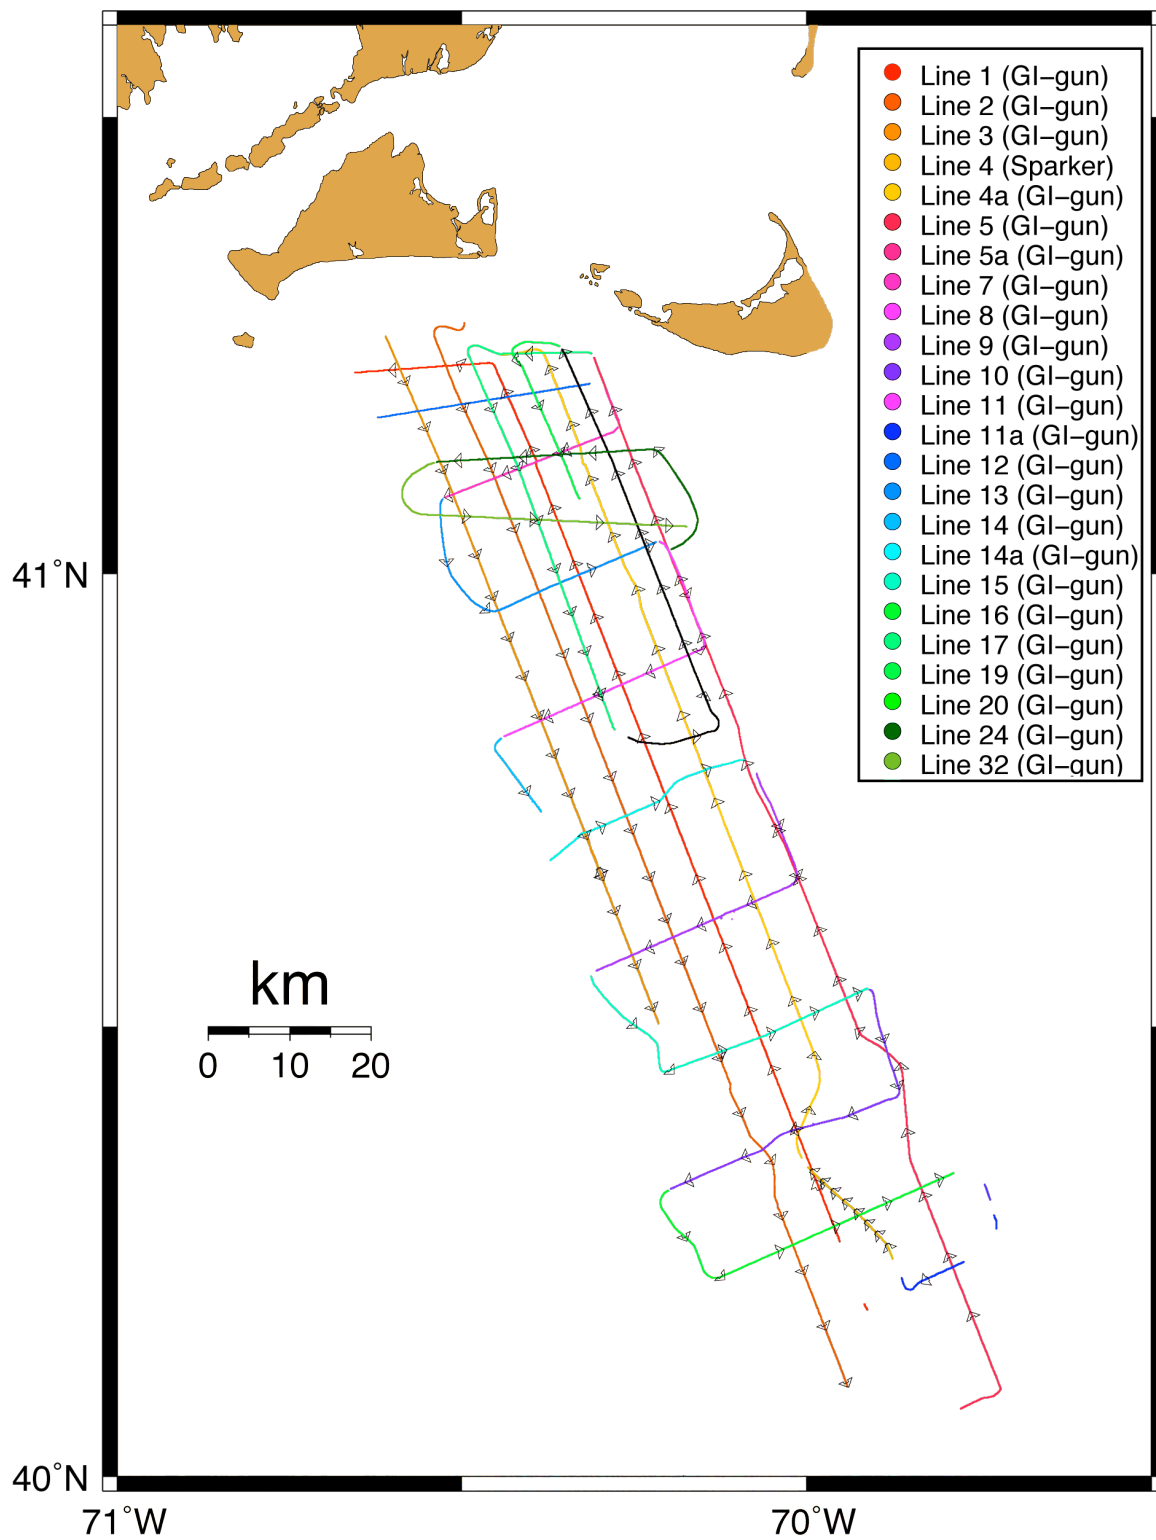 Line 1 (GI−gun)
Line 2 (GI−gun)
Line 3 (GI−gun)
Line 4 (Sparker)
Line 4a (GI−gun)
Line 5 (GI−gun)
Line 5a (GI−gun)
Line 7 (GI−gun)
Line 8 (GI−gun)
Line 9 (GI−gun)
Line 10 (GI−gun)
Line 11 (GI−gun)
Line 11a (GI−gun)
Line 12 (GI−gun)
Line 13 (GI−gun)
Line 14 (GI−gun)
Line 14a (GI−gun)
Line 15 (GI−gun)
Line 16 (GI−gun)
Line 17 (GI−gun)
Line 19 (GI−gun)
Line 20 (GI−gun)
Line 24 (GI−gun)
Line 32 (GI−gun)
41˚N
km
0 10 20
40˚N
71˚W 70˚W